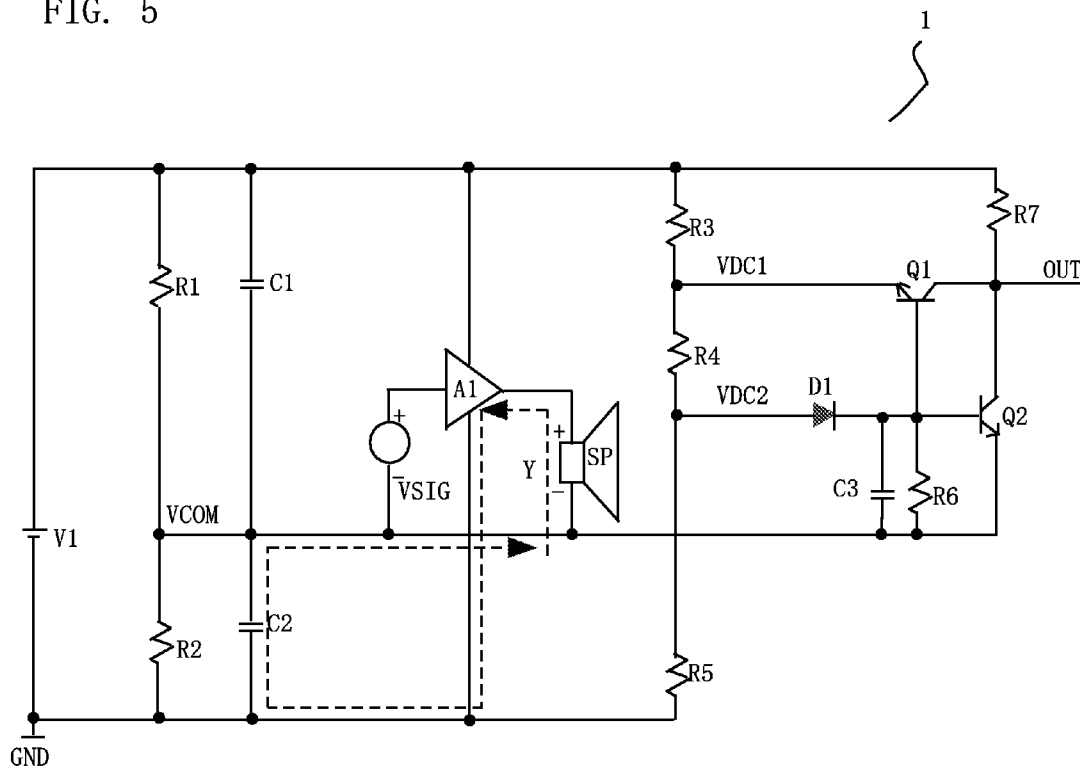 FIG. 5
1
R3
R7
VDC1
Q1
OUT
R1
C1
R4
A1
VDC2
D1
Q2
+
+
SP
Y
−
−
VSIG
C3
R6
VCOM
V1
C2
R2
R5
GND